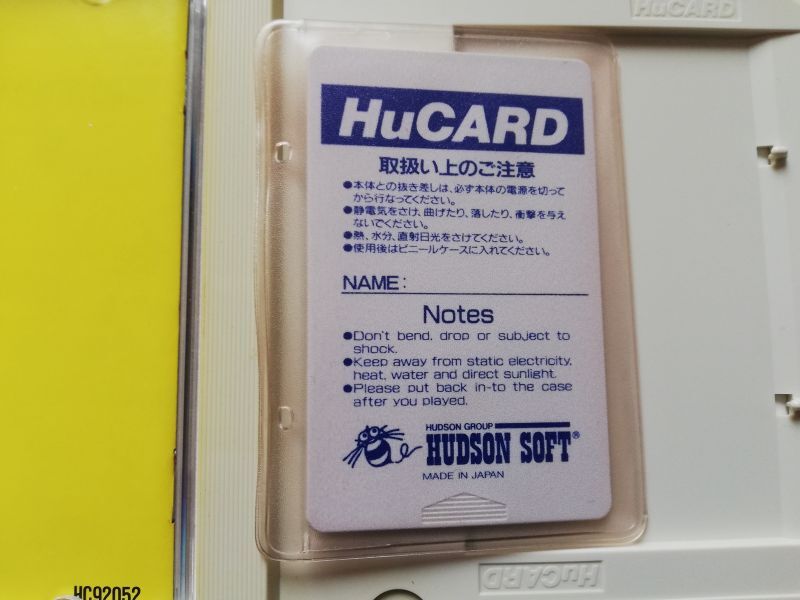 HuCARD
HuCARD
取扱い上のご注意
●本体との抜き差しは、必ず本体の電源を切って
から行なってください。
●静電気をさけ、曲げたり、落したり、衝撃を与え
ないでください。
●熱、水分、直射日光をさけてください。
●使用後はビニールケースに入れてください。
NAME:
Notes
●Don't bend, drop or subject to
shock.
●Keep away from static electricity,
heat, water and direct sunlight.
●Please put back in-to the case
after you played.
HUDSON GROUP
HUDSON SOFT®
MADE IN JAPAN
HuCARD
HC92052